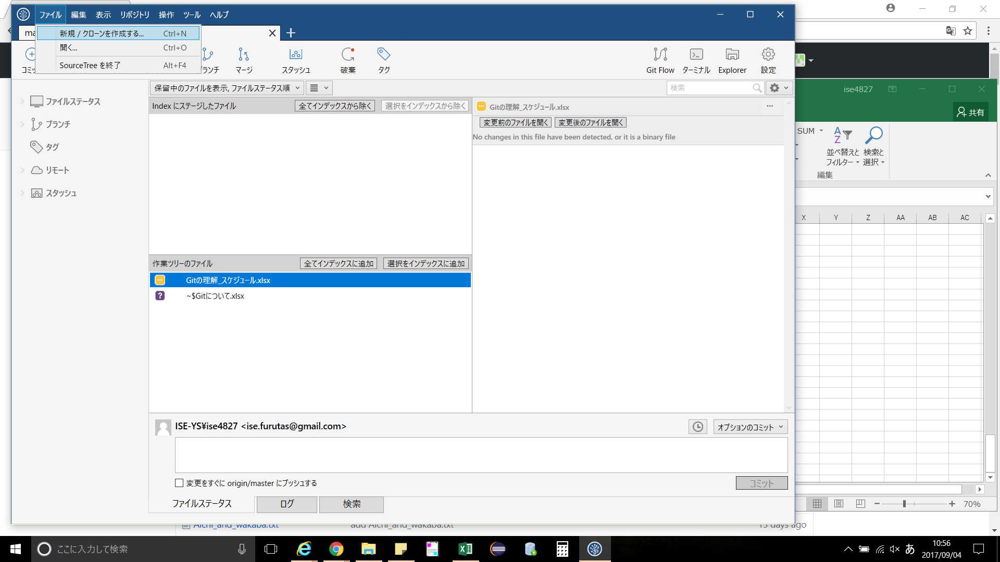 ファイル 編集 表示 リポジトリ 操作 ツール ヘルプ
新規 / クローンを作成する... Ctrl+N
開く... Ctrl+O
SourceTree を終了 Alt+F4
マージ
スタッシュ
破棄
タグ
Git Flow
ターミナル
Explorer
設定
保留中のファイルを表示, ファイルステータス順
検索
ファイルステータス
ブランチ
タグ
リモート
スタッシュ
Index にステージしたファイル
全てインデックスから除く
選択をインデックスから除く
Gitの理解_スケジュール.xlsx
変更前のファイルを開く
変更後のファイルを開く
No changes in this file have been detected, or it is a binary file
作業ツリーのファイル
全てインデックスに追加
選択をインデックスに追加
Gitの理解_スケジュール.xlsx
~$Gitについて.xlsx
ISE-YS¥ise4827 <ise.furutas@gmail.com>
オプションのコミット
変更をすぐに origin/master にプッシュする
コミット
ファイルステータス
ログ
検索
ise4827
共有
SUM
並べ替えと
フィルター
検索と
選択
編集
X Y Z AA AB AC
70%
Aichi_and_wakaba.txt
add Aichi_and_wakaba.txt
13 days ago
ここに入力して検索
あ
10:56
2017/09/04